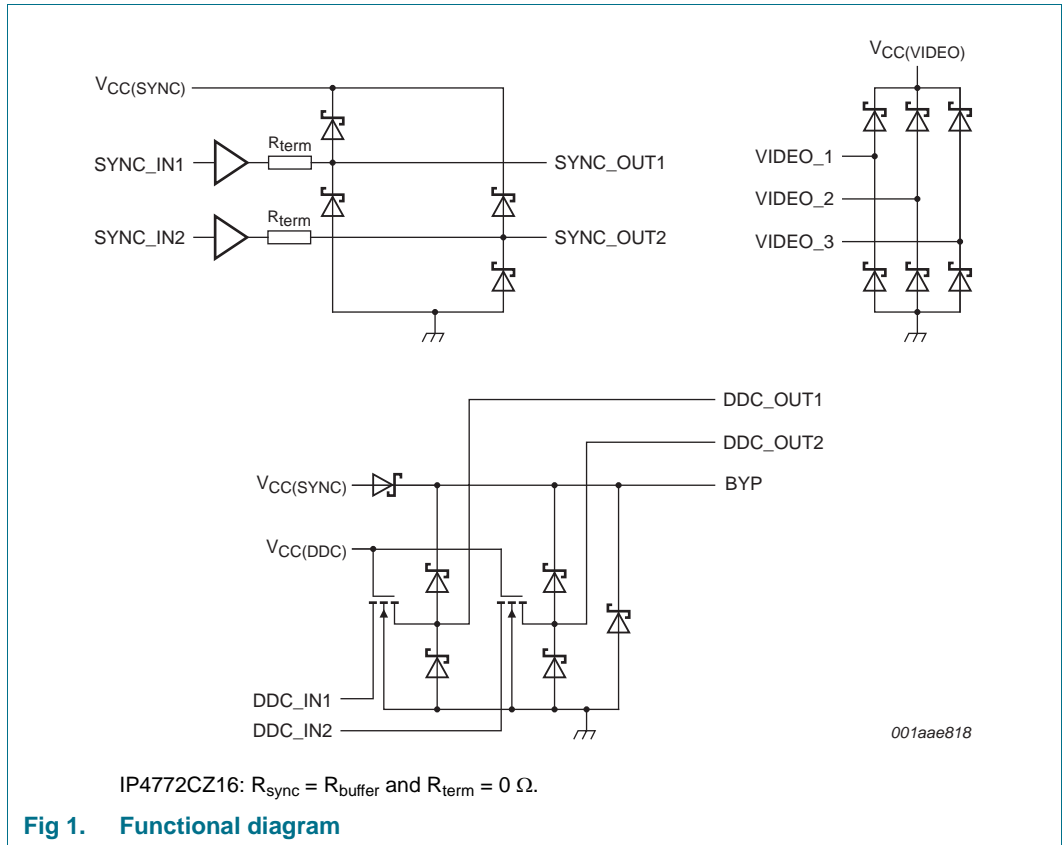 VCC(SYNC)
SYNC_IN1
Rterm
SYNC_OUT1
SYNC_IN2
Rterm
SYNC_OUT2
VCC(VIDEO)
VIDEO_1
VIDEO_2
VIDEO_3
DDC_OUT1
DDC_OUT2
VCC(SYNC)
BYP
VCC(DDC)
DDC_IN1
DDC_IN2
001aae818
IP4772CZ16: Rsync = Rbuffer and Rterm = 0 Ω.
Fig 1. Functional diagram